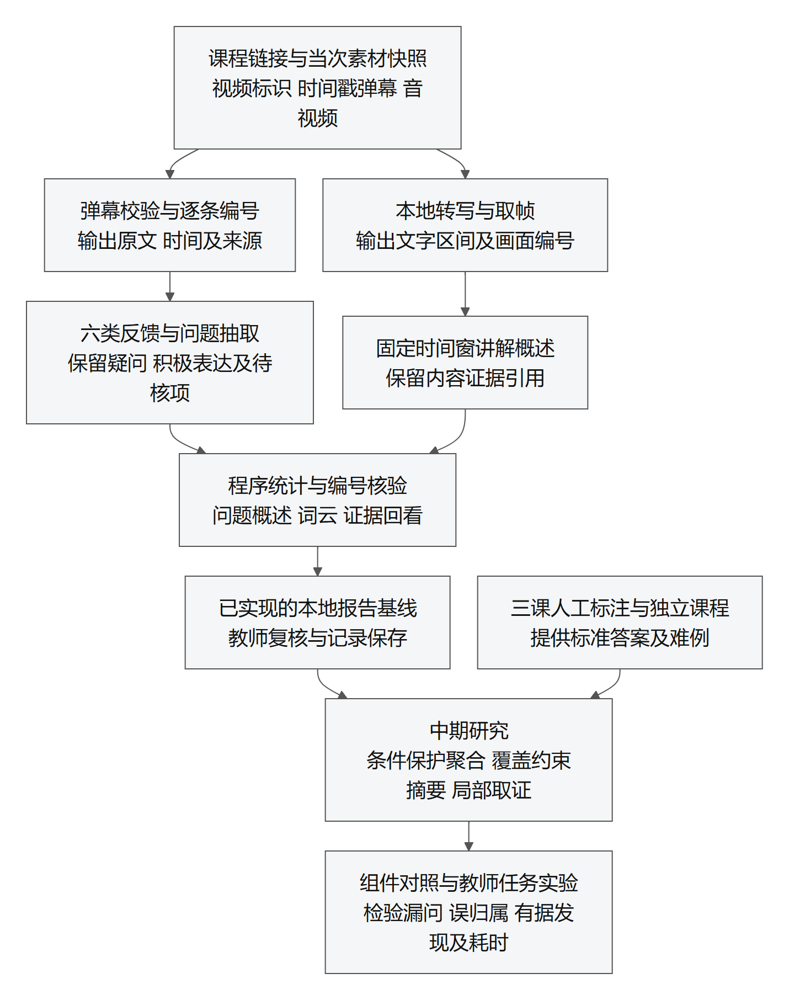 课程链接与当次素材快照
视频标识 时间戳弹幕 音
视频
弹幕校验与逐条编号
输出原文 时间及来源
本地转写与取帧
输出文字区间及画面编号
六类反馈与问题抽取
保留疑问 积极表达及待
核项
固定时间窗讲解概述
保留内容证据引用
程序统计与编号核验
问题概述 词云 证据回看
已实现的本地报告基线
教师复核与记录保存
三课人工标注与独立课程
提供标准答案及难例
中期研究
条件保护聚合 覆盖约束
摘要 局部取证
组件对照与教师任务实验
检验漏问 误归属 有据发
现及耗时